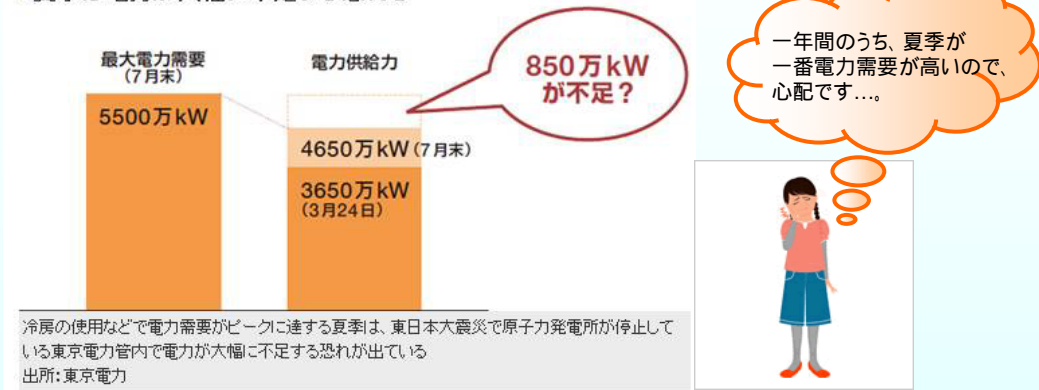 最大電力需要
(7月末)
電力供給力
850万kW
が不足?
一年間のうち、夏季が
一番電力需要が高いので、
心配です…。
5500万kW
4650万kW(7月末)
3650万kW
(3月24日)
冷房の使用などで電力需要がピークに達する夏季は、東日本大震災で原子力発電所が停止して
いる東京電力管内で電力が大幅に不足する恐れが出ている
出所:東京電力